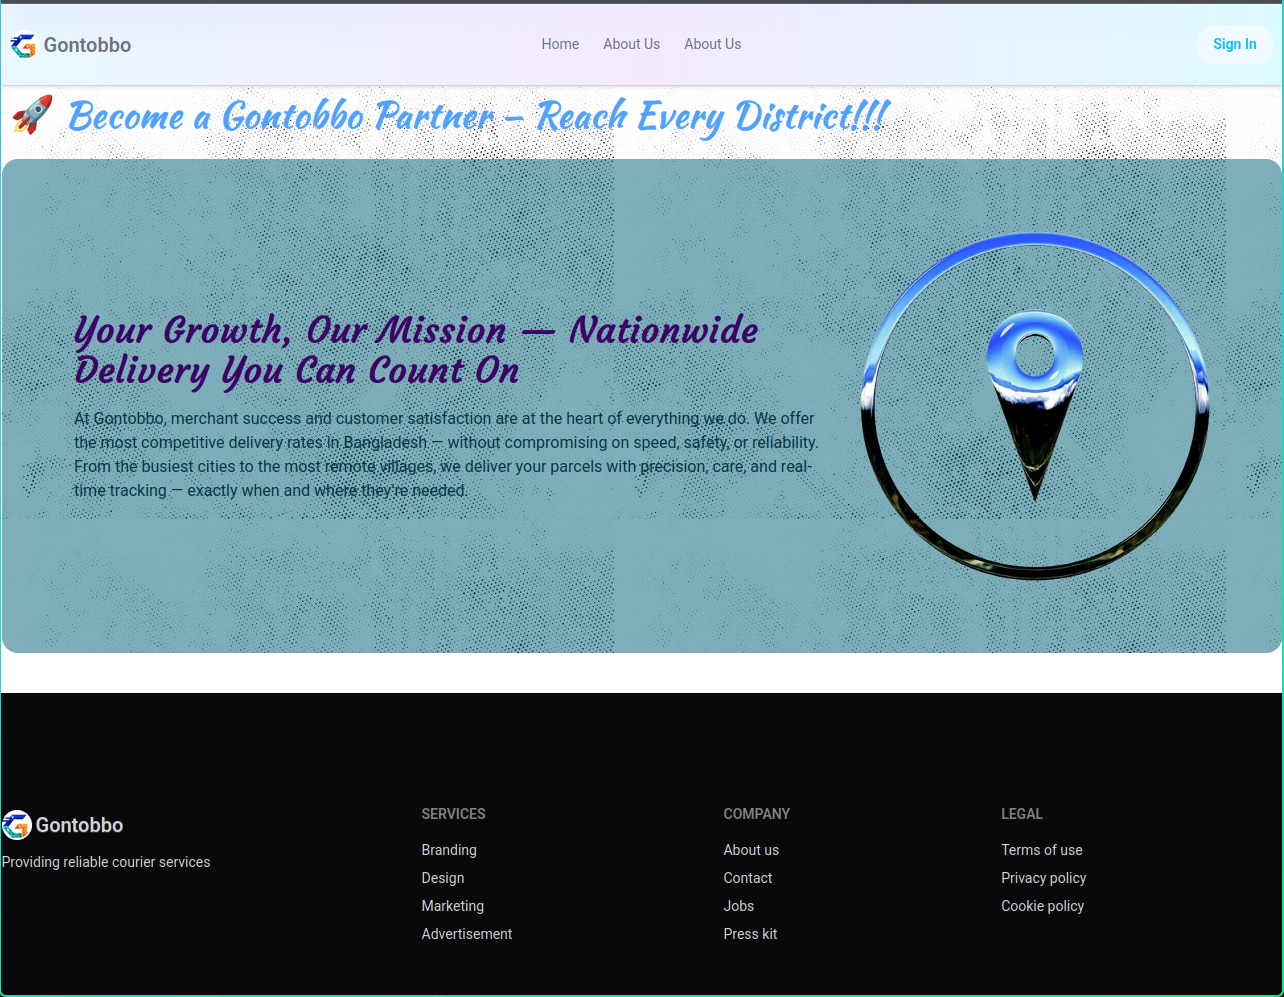 Gontobbo
Home About Us About Us
Sign In
🚀 Become a Gontobbo Partner – Reach Every District!!!
Your Growth, Our Mission — Nationwide
Delivery You Can Count On
At Gontobbo, merchant success and customer satisfaction are at the heart of everything we do. We offer
the most competitive delivery rates in Bangladesh — without compromising on speed, safety, or reliability.
From the busiest cities to the most remote villages, we deliver your parcels with precision, care, and real-
time tracking — exactly when and where they're needed.
Gontobbo
Providing reliable courier services
SERVICES
Branding
Design
Marketing
Advertisement
COMPANY
About us
Contact
Jobs
Press kit
LEGAL
Terms of use
Privacy policy
Cookie policy